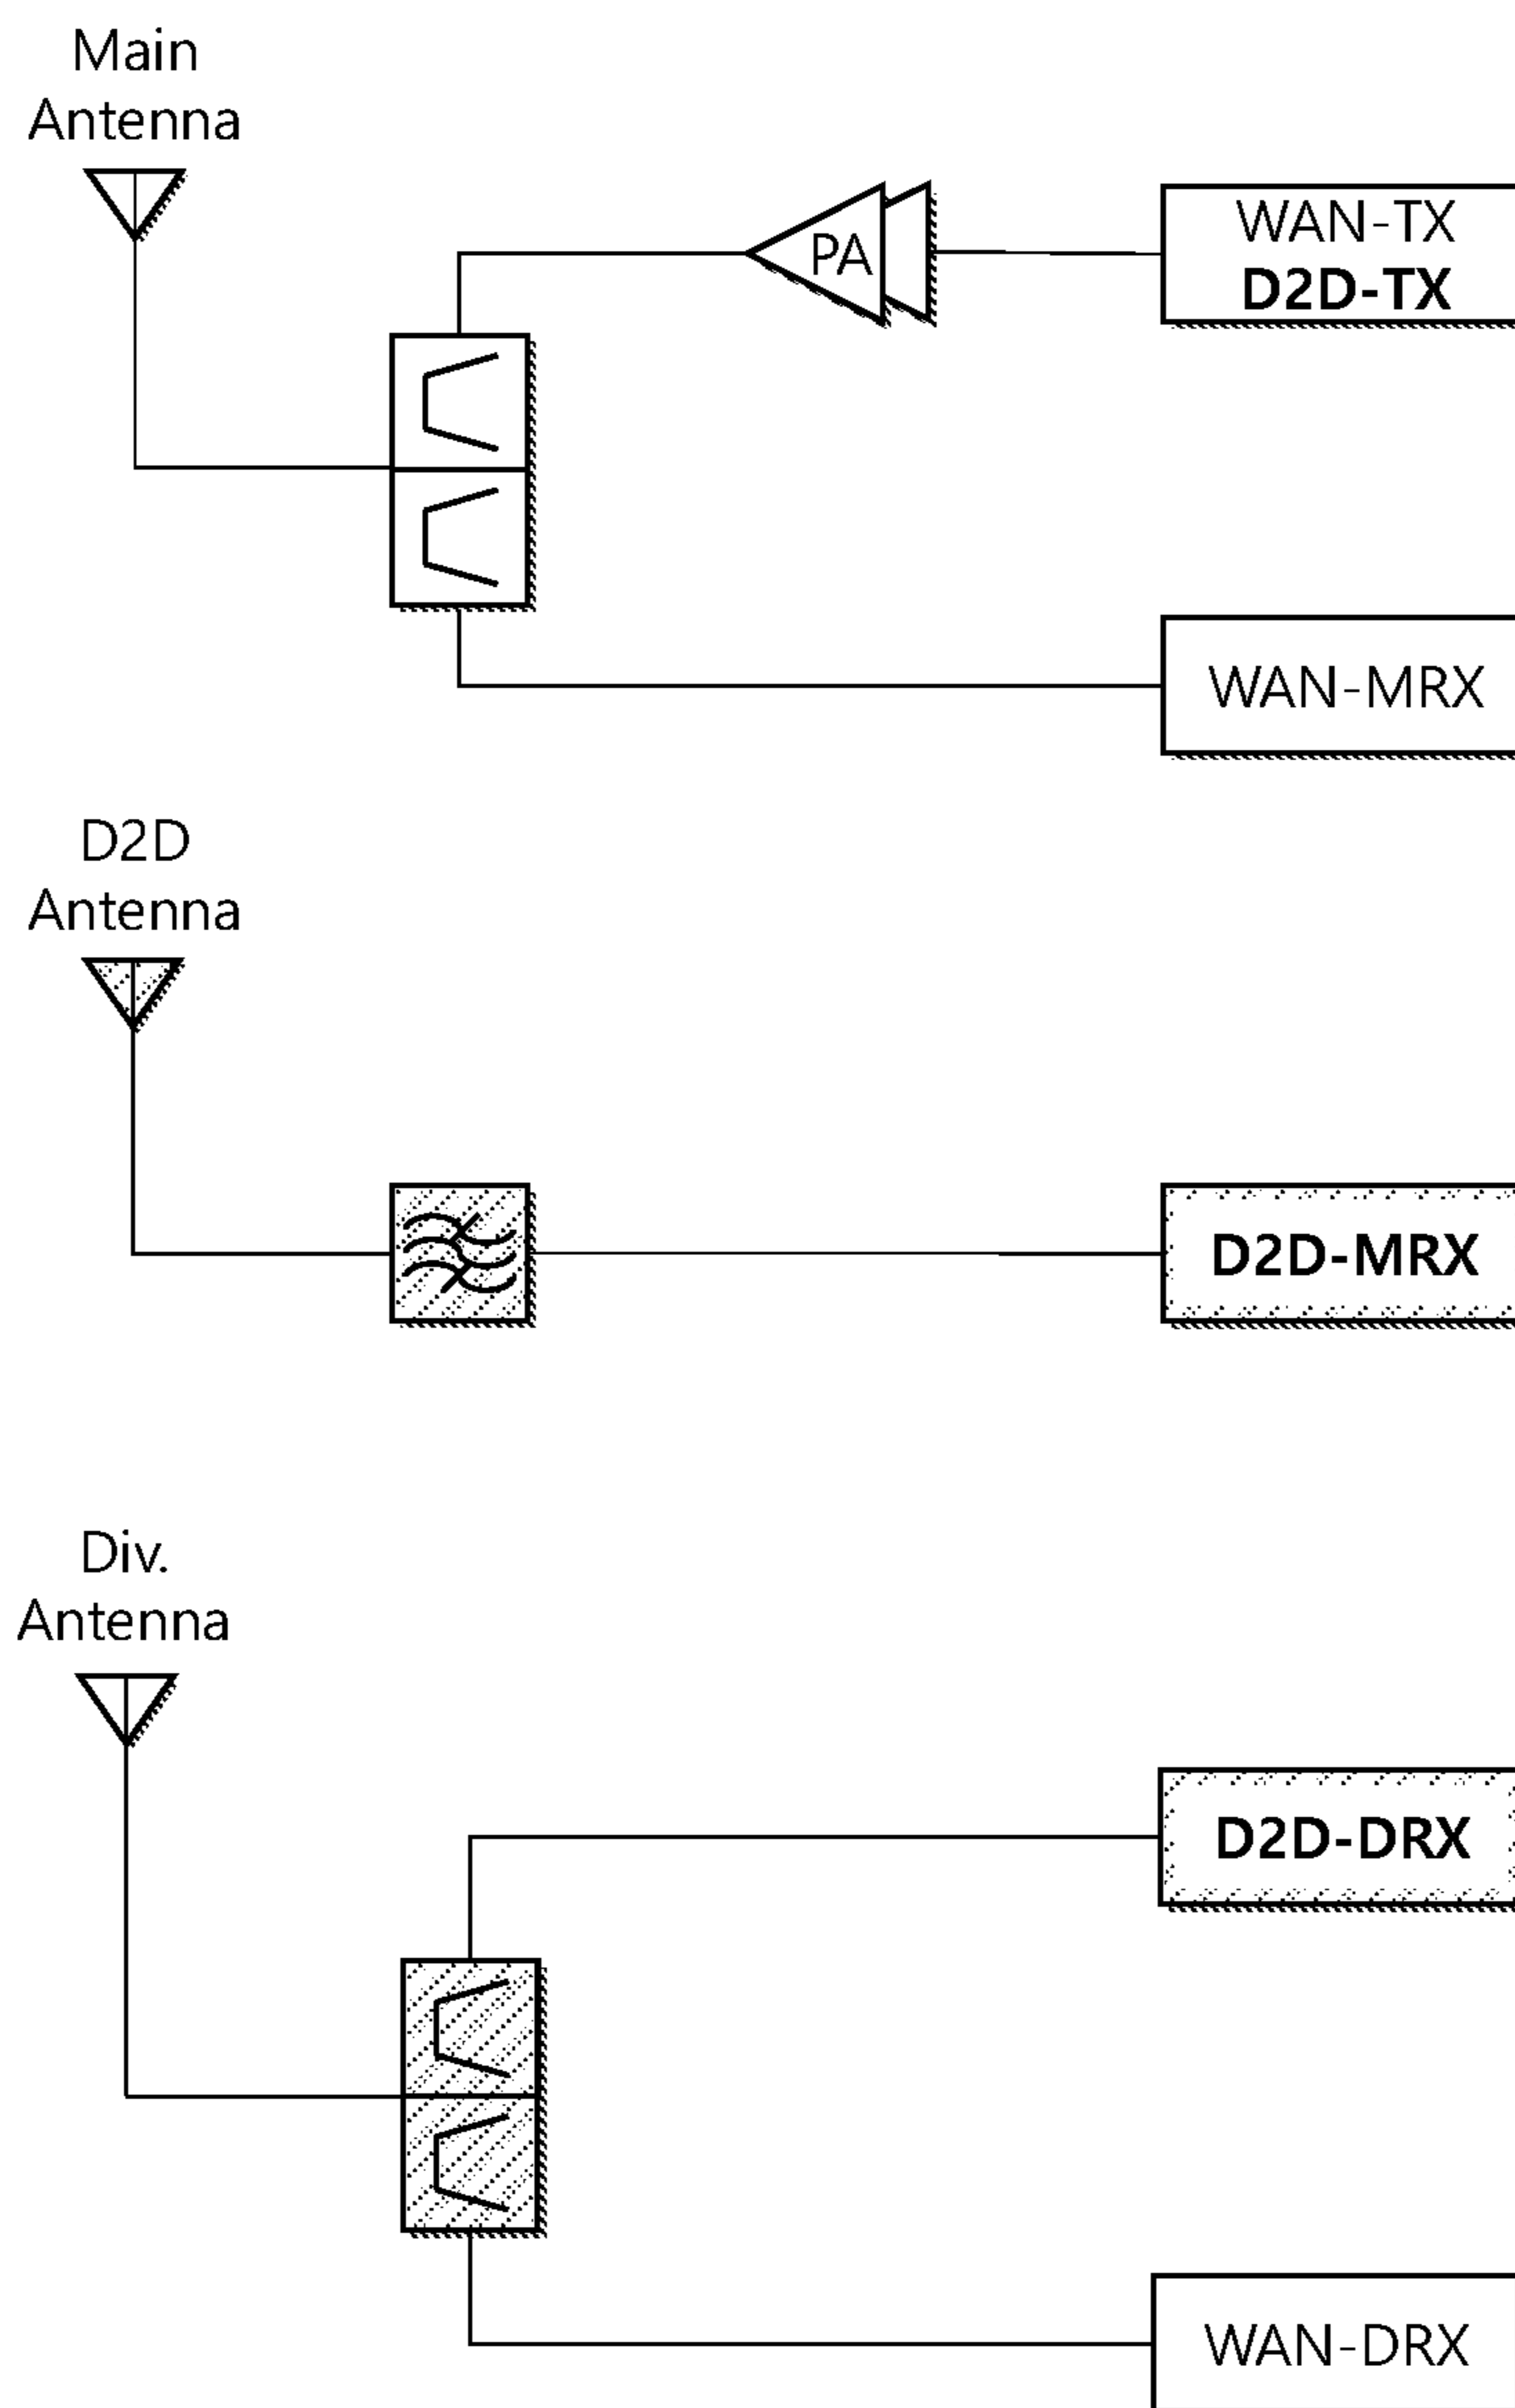 Main
Antenna
PA
WAN-TX
D2D-TX
WAN-MRX
D2D
Antenna
D2D-MRX
Div.
Antenna
D2D-DRX
WAN-DRX